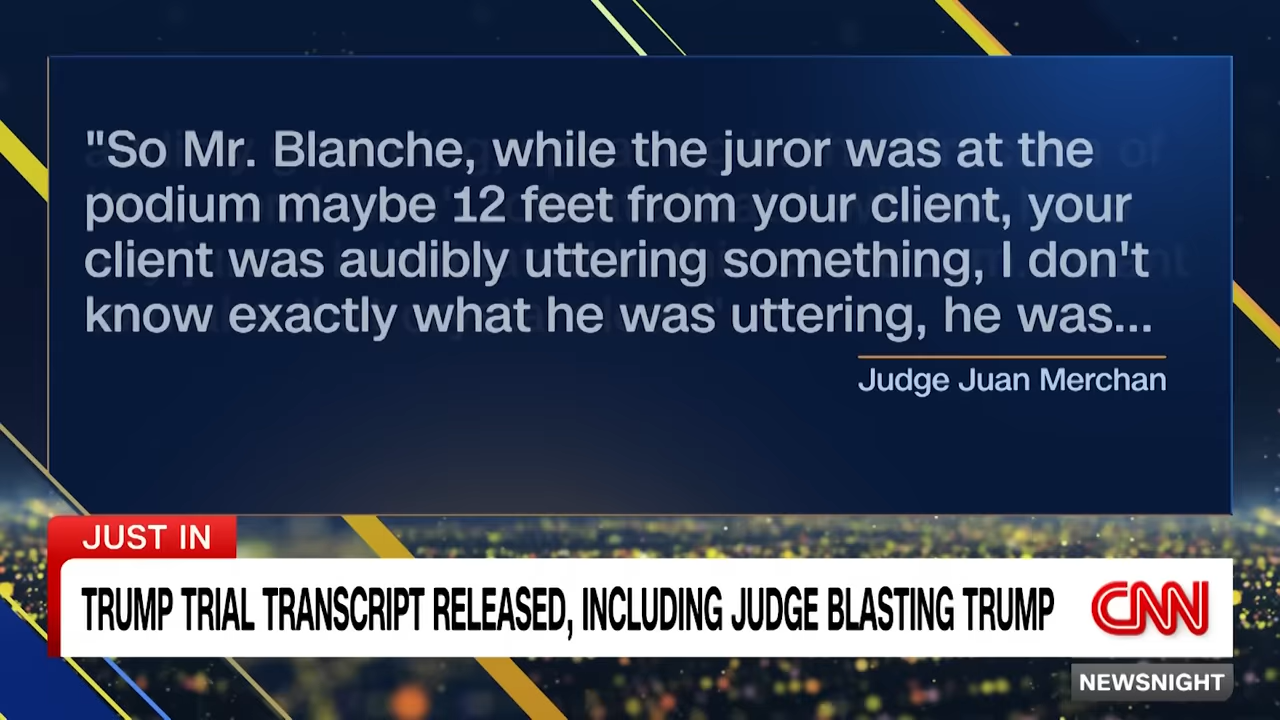 "So Mr. Blanche, while the juror was at the
podium maybe 12 feet from your client, your
client was audibly uttering something, I don't
know exactly what he was uttering, he was...
Judge Juan Merchan
JUST IN
TRUMP TRIAL TRANSCRIPT RELEASED, INCLUDING JUDGE BLASTING TRUMP
CNN
NEWSNIGHT